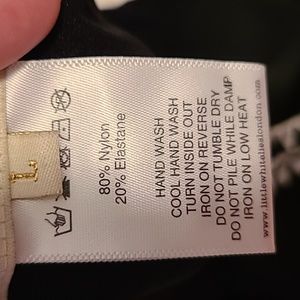 80% Nylon
20% Elastane
HAND WASH
COOL HAND WASH
TURN INSIDE OUT
IRON ON REVERSE
DO NOT TUMBLE DRY
DO NOT PILE WHILE DAMP
IRON ON LOW HEAT
www.littlewhitelieslondon.com